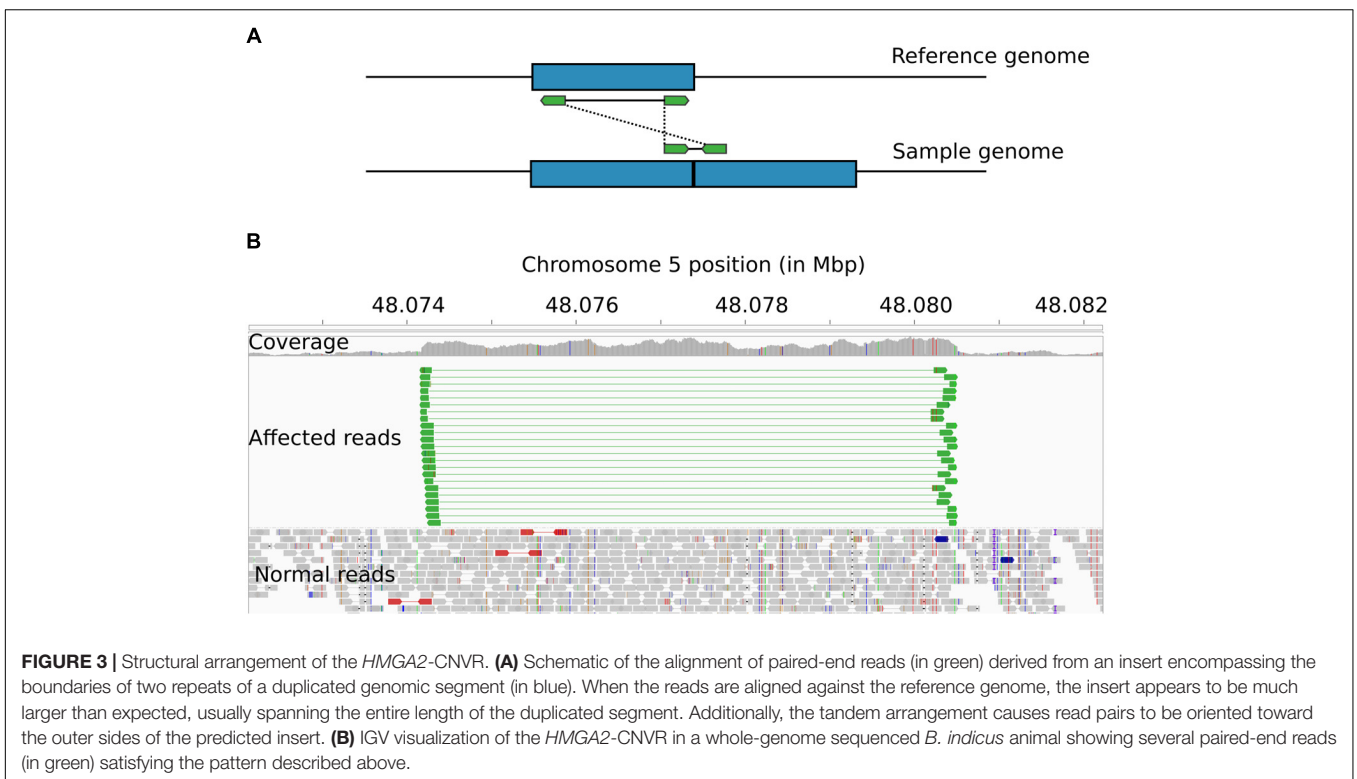 A
Reference genome
Sample genome
B
Chromosome 5 position (in Mbp)
48.074 48.076 48.078 48.080 48.082
Coverage
Affected reads
Normal reads
FIGURE 3 | Structural arrangement of the HMGA2-CNVR. (A) Schematic of the alignment of paired-end reads (in green) derived from an insert encompassing the
boundaries of two repeats of a duplicated genomic segment (in blue). When the reads are aligned against the reference genome, the insert appears to be much
larger than expected, usually spanning the entire length of the duplicated segment. Additionally, the tandem arrangement causes read pairs to be oriented toward
the outer sides of the predicted insert. (B) IGV visualization of the HMGA2-CNVR in a whole-genome sequenced B. indicus animal showing several paired-end reads
(in green) satisfying the pattern described above.